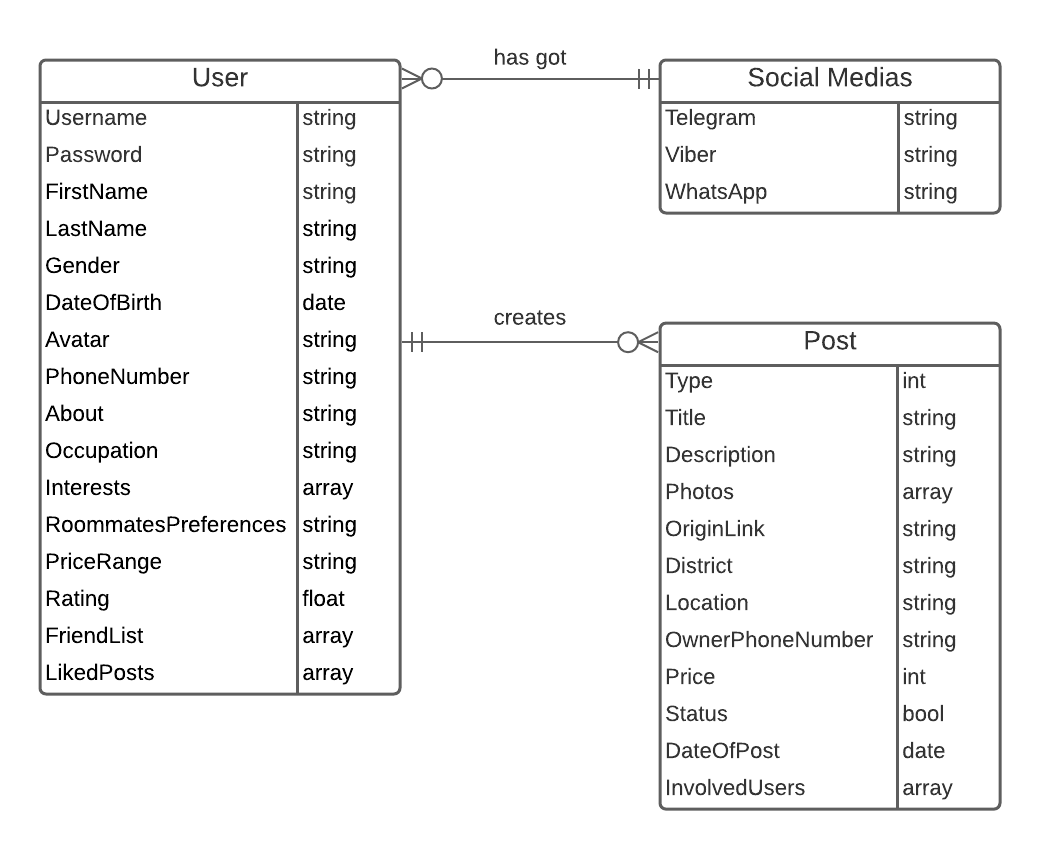 User
Username string
Password string
FirstName string
LastName string
Gender string
DateOfBirth date
Avatar string
PhoneNumber string
About string
Occupation string
Interests array
RoommatesPreferences string
PriceRange string
Rating float
FriendList array
LikedPosts array
has got
Social Medias
Telegram string
Viber string
WhatsApp string
creates
Post
Type int
Title string
Description string
Photos array
OriginLink string
District string
Location string
OwnerPhoneNumber string
Price int
Status bool
DateOfPost date
InvolvedUsers array